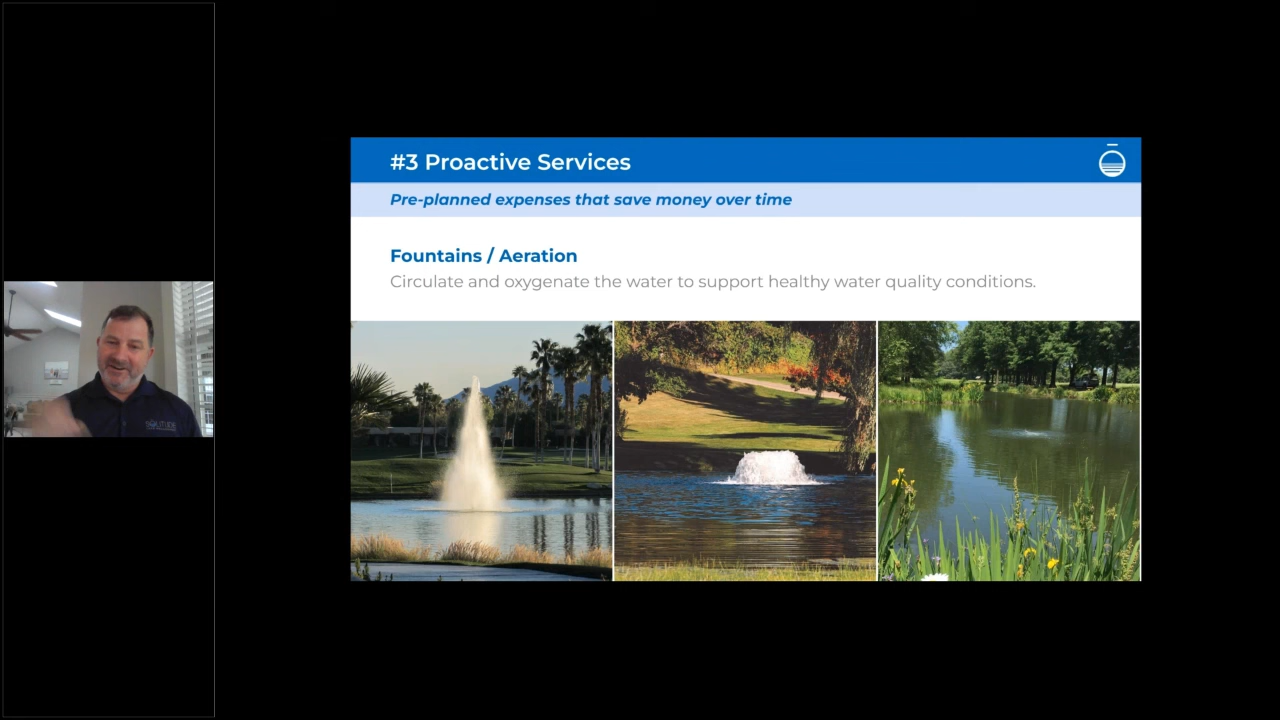 #3 Proactive Services
Pre-planned expenses that save money over time
Fountains / Aeration
Circulate and oxygenate the water to support healthy water quality conditions.
SOLITUDE